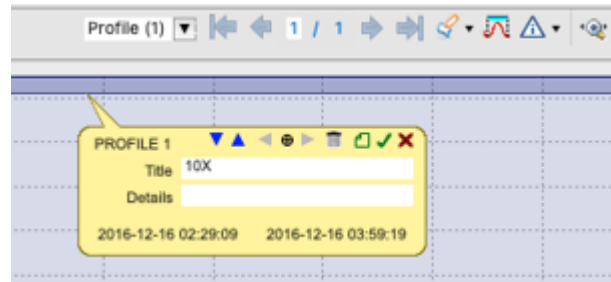 Profile (1) 1 / 1
PROFILE 1
Title 10X
Details
2016-12-16 02:29:09 2016-12-16 03:59:19